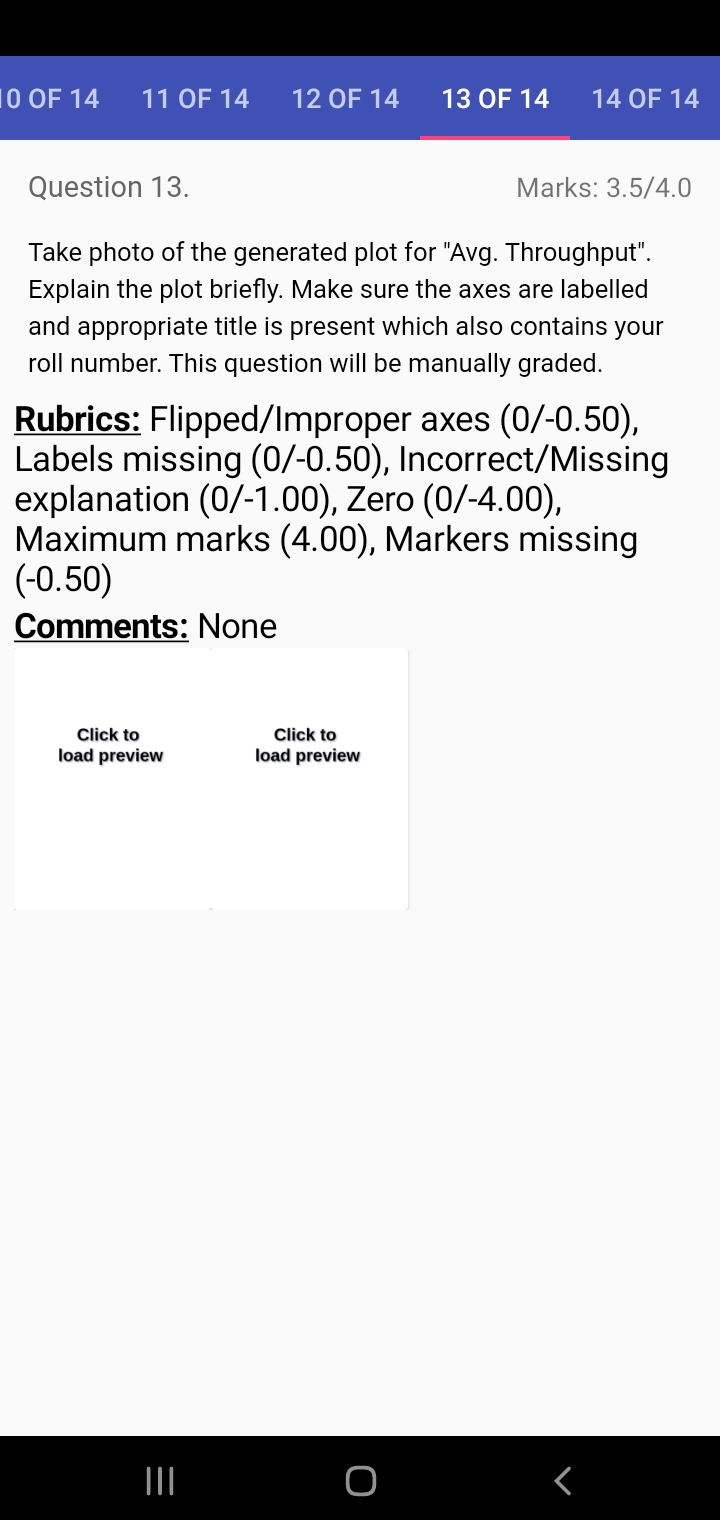 10 OF 14 11 OF 14 12 OF 14 13 OF 14 14 OF 14
Question 13. Marks: 3.5/4.0
Take photo of the generated plot for "Avg. Throughput".
Explain the plot briefly. Make sure the axes are labelled
and appropriate title is present which also contains your
roll number. This question will be manually graded.
Rubrics: Flipped/Improper axes (0/-0.50),
Labels missing (0/-0.50), Incorrect/Missing
explanation (0/-1.00), Zero (0/-4.00),
Maximum marks (4.00), Markers missing
(-0.50)
Comments: None
Click to
load preview
Click to
load preview